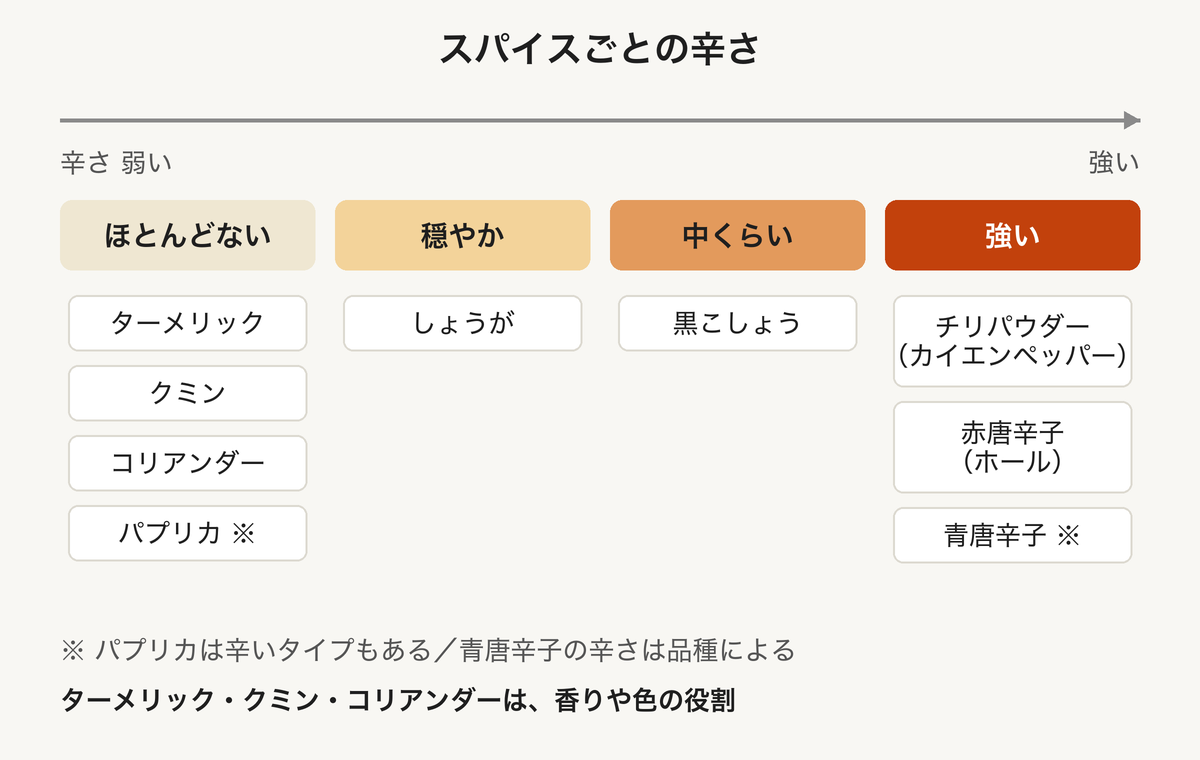 スパイスごとの辛さ
辛さ 弱い
強い
ほとんどない
穏やか
中くらい
強い
ターメリック
クミン
コリアンダー
パプリカ ※
しょうが
黒こしょう
チリパウダー
（カイエンペッパー）
赤唐辛子
（ホール）
青唐辛子 ※
※ パプリカは辛いタイプもある／青唐辛子の辛さは品種による
ターメリック・クミン・コリアンダーは、香りや色の役割